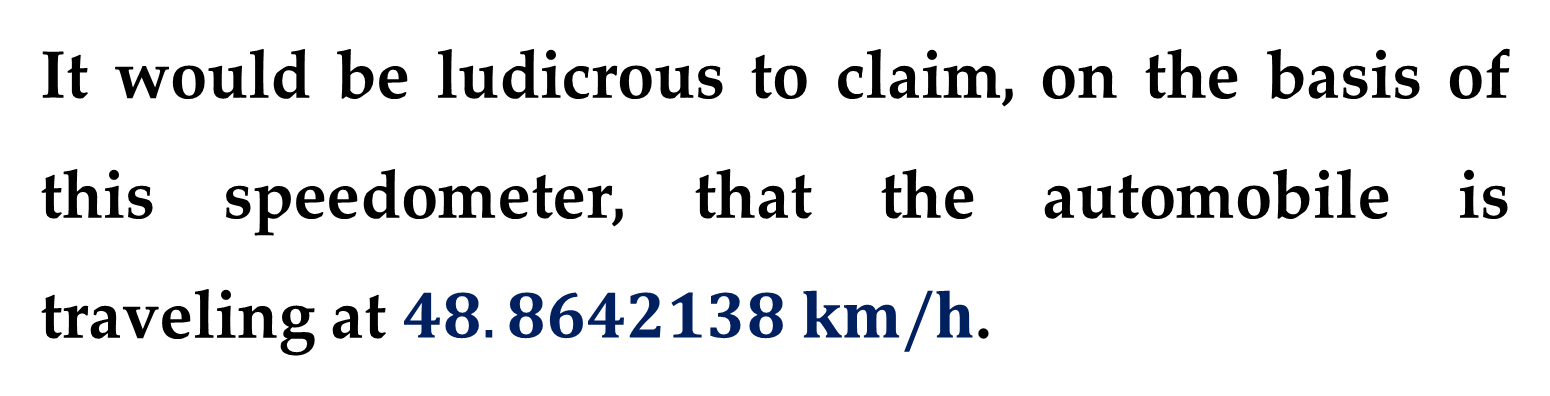 It would be ludicrous to claim, on the basis of
this speedometer, that the automobile is
traveling at 48.8642138 km/h.